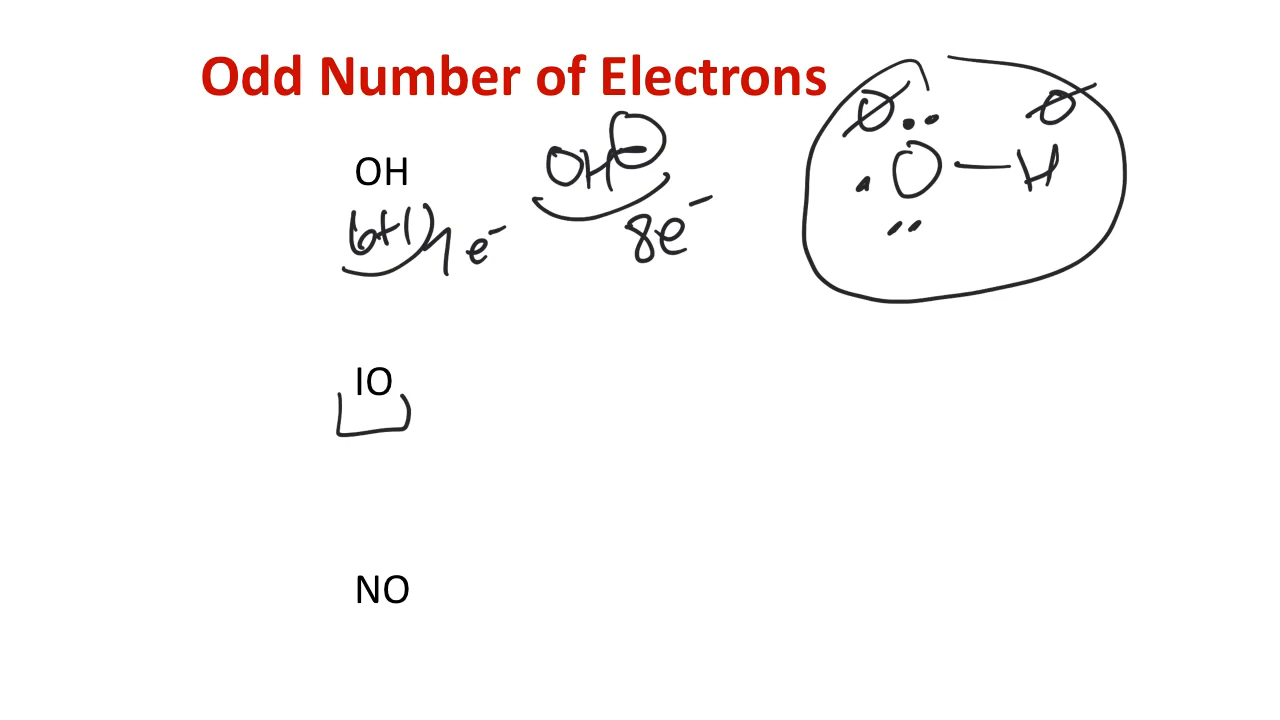 Odd Number of Electrons
OH
OH⊖
(6+1) 7e⁻
8e⁻
∅ ∅
O — H
IO
NO